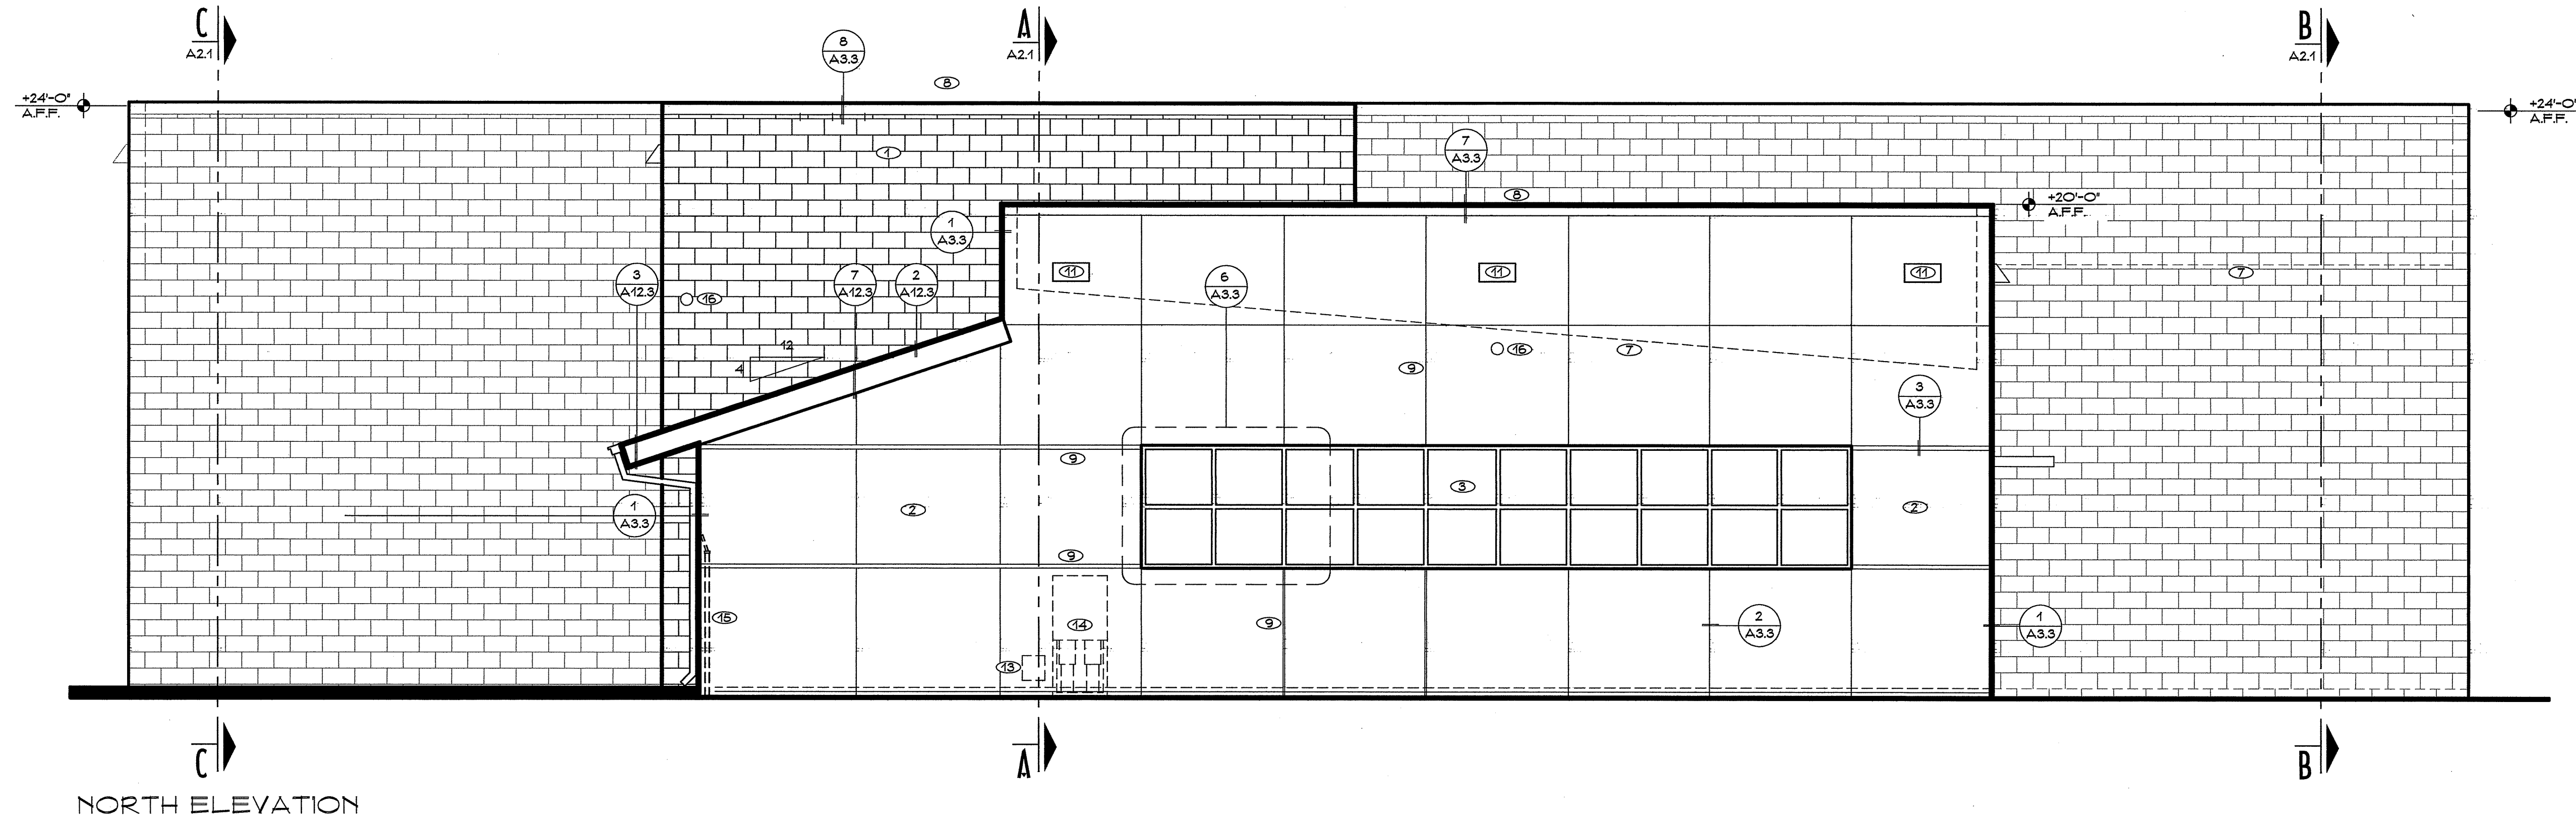 C
A2.1
A
A2.1
B
A2.1
8
A3.3
8
+24'-0"
A.F.F.
+24'-0"
A.F.F.
1
7
A3.3
8
+20'-0"
A.F.F.
1
A3.3
11
11
11
7
3
A12.3
16
7
A12.3
2
A12.3
6
A3.3
12
4
16
7
9
3
A3.3
9
3
2
2
1
A3.3
9
15
14
9
2
A3.3
1
A3.3
13
C
A
B
NORTH ELEVATION